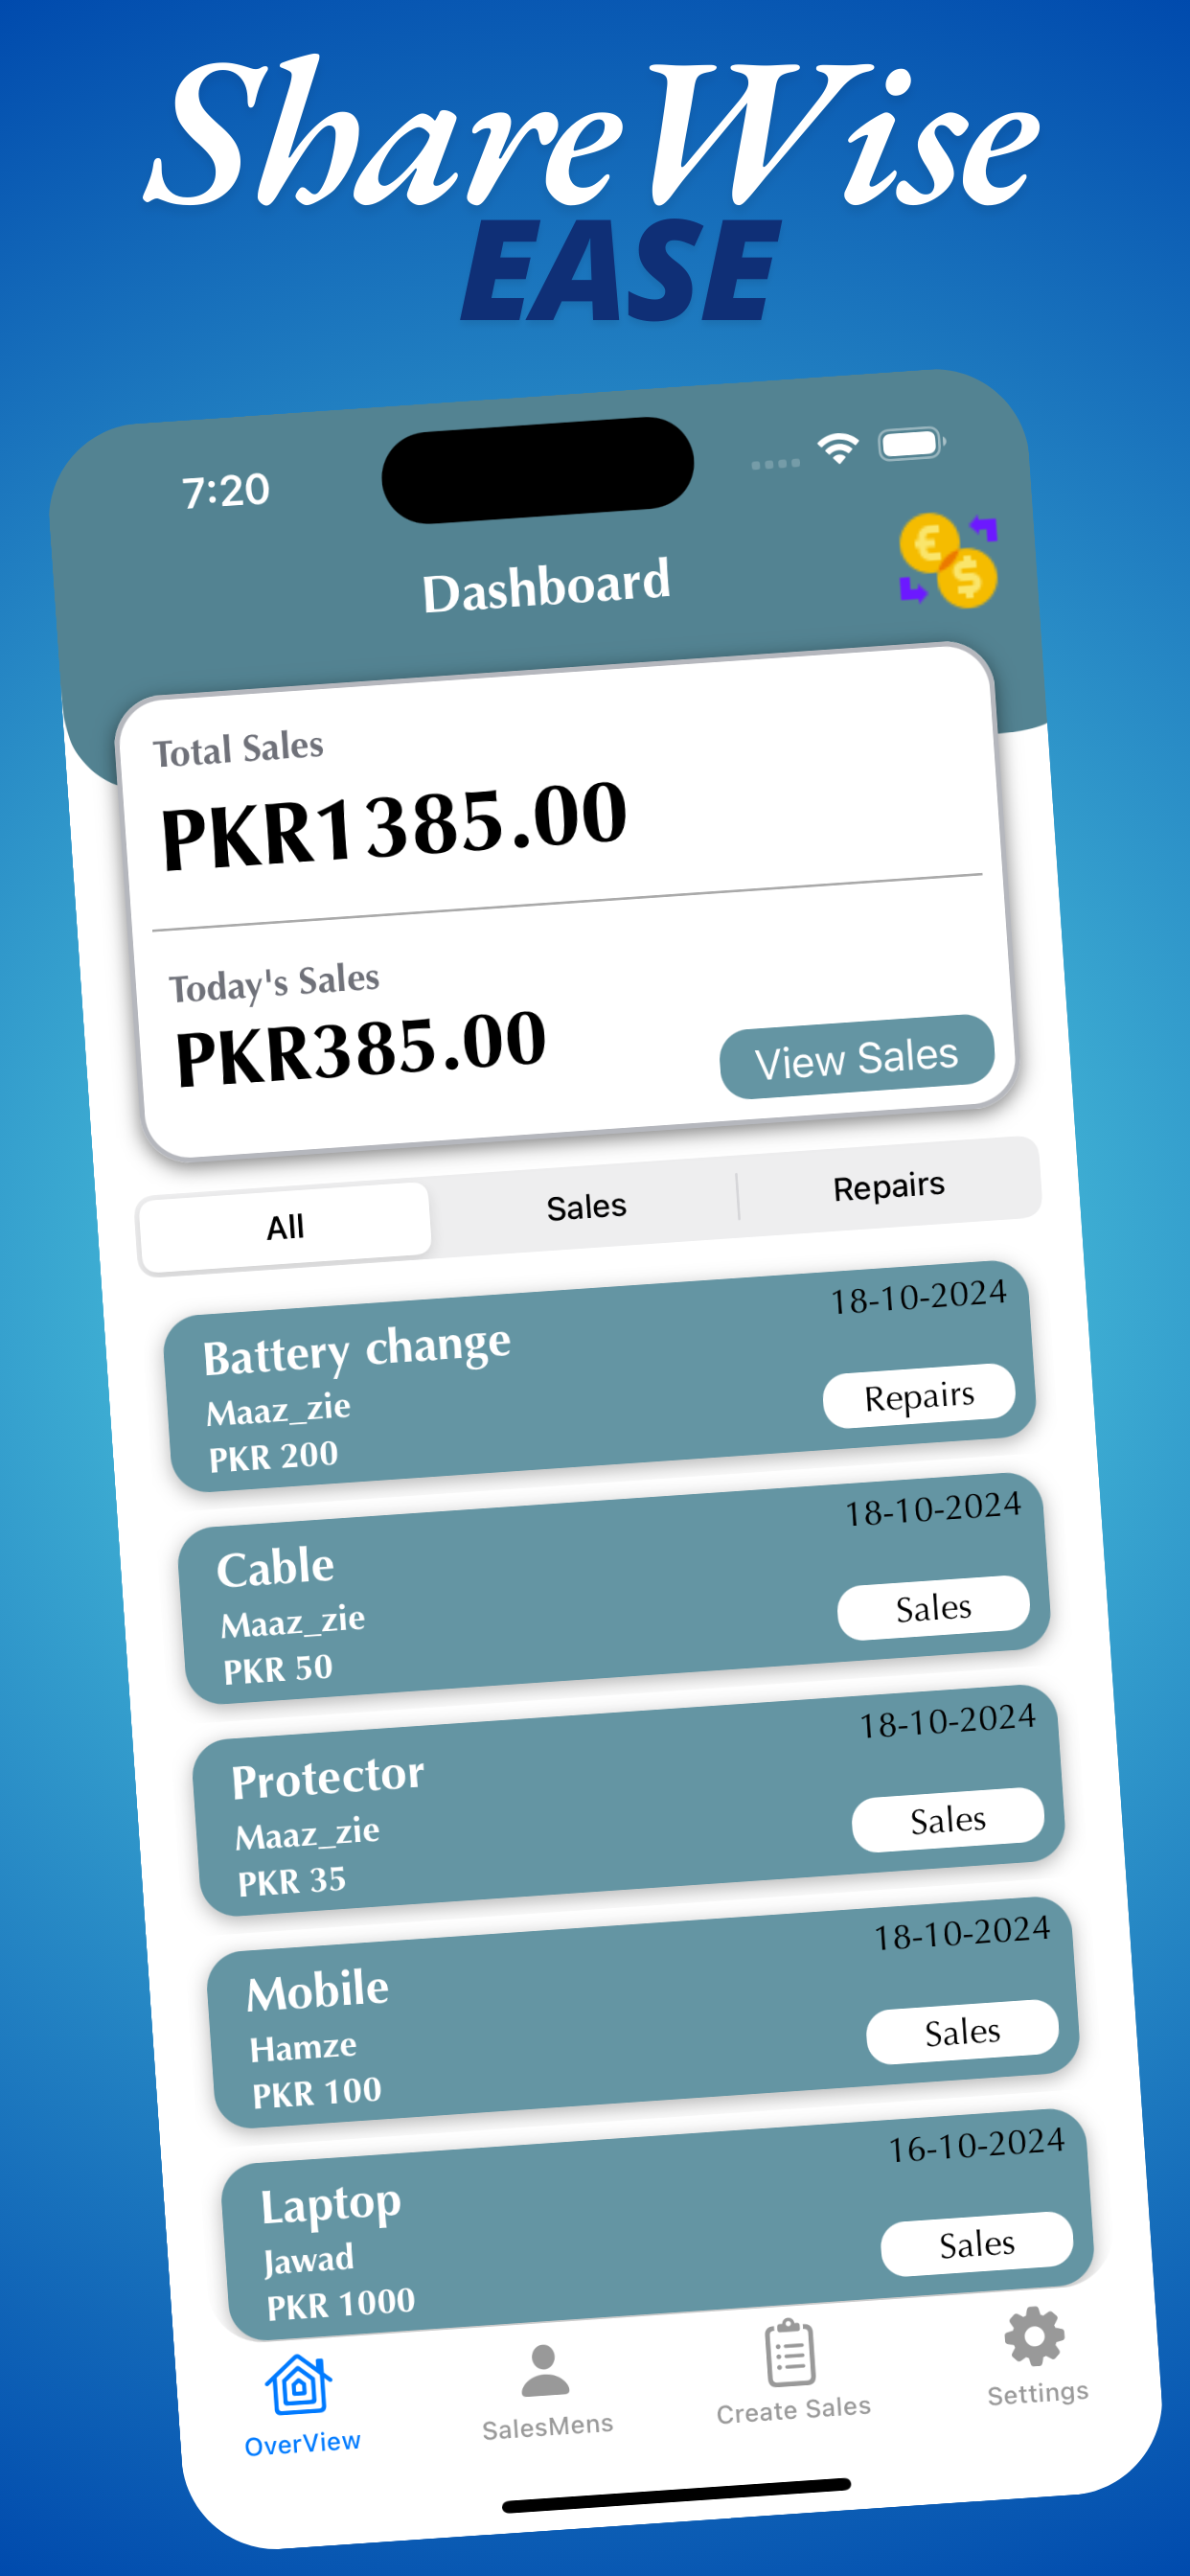 ShareWise
EASE
7:20
Dashboard
€
$
Total Sales
PKR1385.00
Today's Sales
PKR385.00
View Sales
All
Sales
Repairs
18-10-2024
Battery change
Maaz_zie
Repairs
PKR 200
18-10-2024
Cable
Maaz_zie
Sales
PKR 50
18-10-2024
Protector
Maaz_zie
Sales
PKR 35
18-10-2024
Mobile
Hamze
Sales
PKR 100
16-10-2024
Laptop
Jawad
Sales
PKR 1000
OverView
SalesMens
Create Sales
Settings